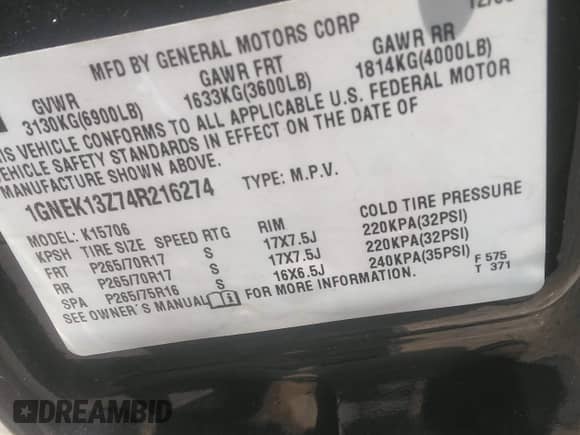 MFD BY GENERAL MOTORS CORP
GVWR GAWR FRT GAWR RR
3130KG(6900LB) 1633KG(3600LB) 1814KG(4000LB)
THIS VEHICLE CONFORMS TO ALL APPLICABLE U.S. FEDERAL MOTOR
VEHICLE SAFETY STANDARDS IN EFFECT ON THE DATE OF
MANUFACTURE SHOWN ABOVE.
1GNEK13Z74R216274 TYPE: M.P.V.
MODEL: K15706
KPSH TIRE SIZE SPEED RTG RIM COLD TIRE PRESSURE
FRT P265/70R17 S 17X7.5J 220KPA(32PSI)
RR P265/70R17 S 17X7.5J 220KPA(32PSI)
SPA P265/75R16 S 16X6.5J 240KPA(35PSI)
SEE OWNER'S MANUAL FOR MORE INFORMATION.
F 575
T 371
DREAMBID